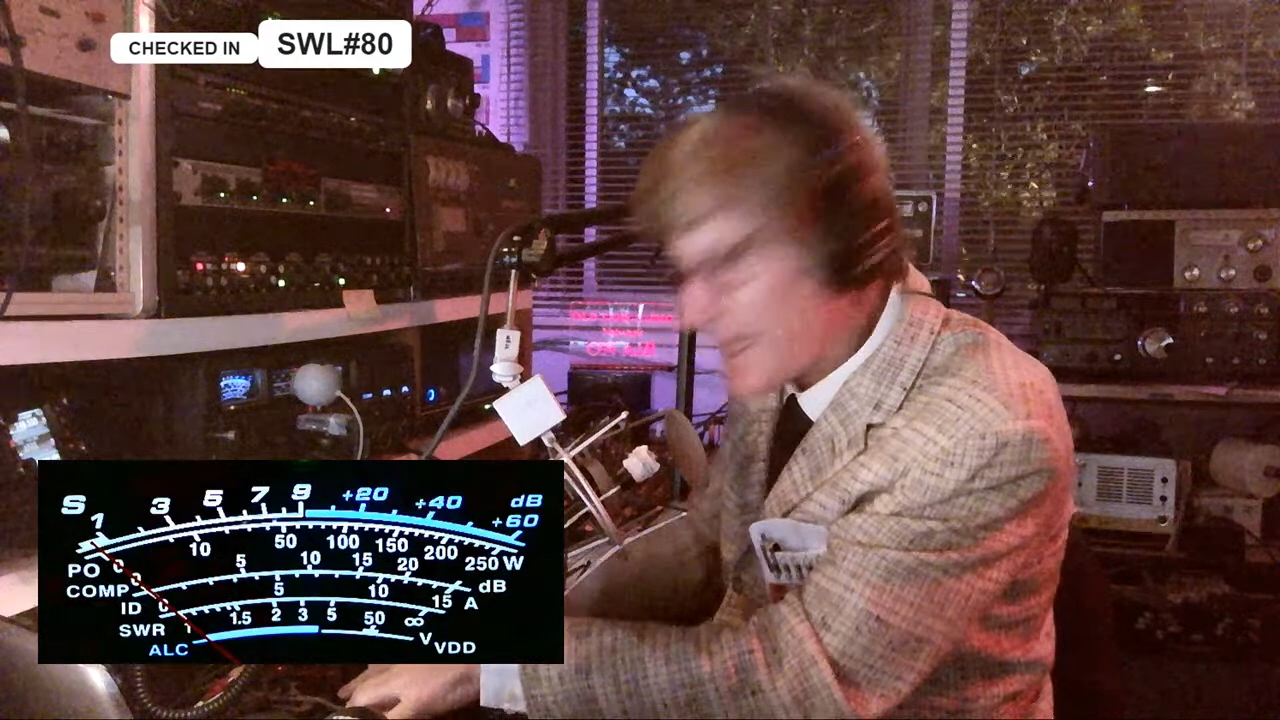 CHECKED IN SWL#80
S 1 3 5 7 9 +20 +40 +60 dB
PO 0 10 50 100 150 200 250 W
COMP 0 5 10 15 20 dB
ID 0 5 10 15 A
SWR 1 1.5 2 3 5 50 ∞
ALC V VDD